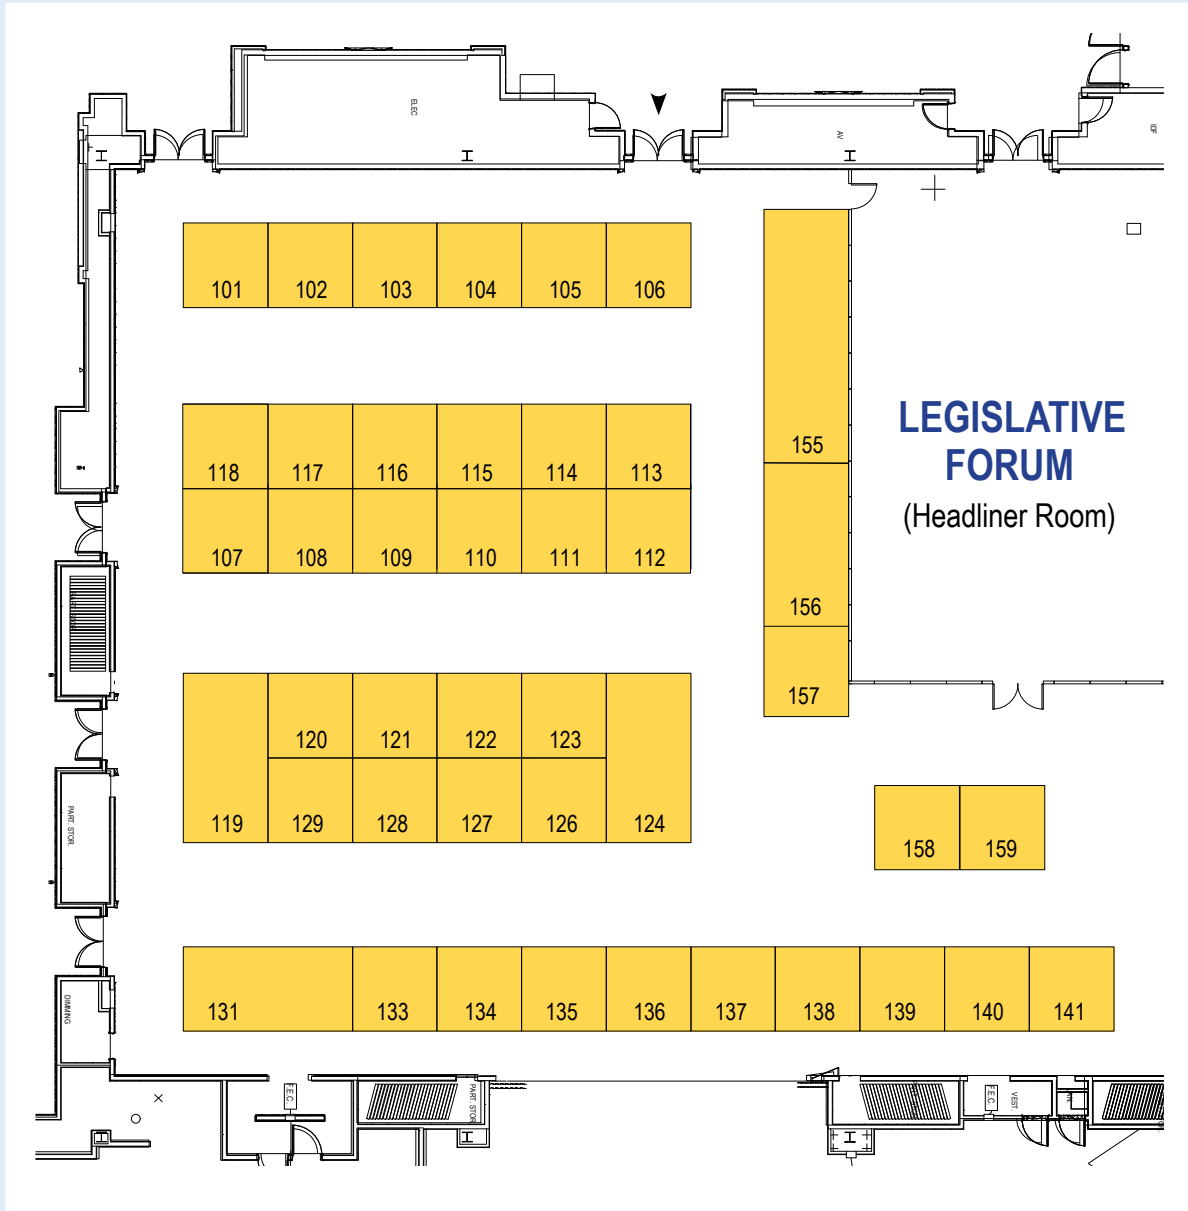 ELEC
AV
IDF
101 102 103 104 105 106
118 117 116 115 114 113
107 108 109 110 111 112
155
156
157
LEGISLATIVE
FORUM
(Headliner Room)
120 121 122 123
119 129 128 127 126 124
158 159
131 133 134 135 136 137 138 139 140 141
PART. STOR.
DIMMING
F.E.C.
PART. STOR.
F.E.C.
VEST.